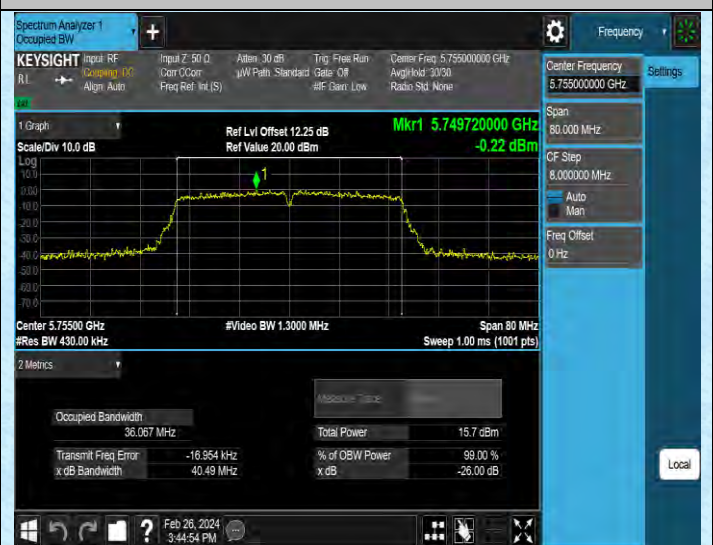 Spectrum Analyzer 1
Occupied BW
+
Frequency
KEYSIGHT
Input: RF
Coupling: DC
Align: Auto
Input Z: 50 Ω
Corr CCorr
Freq Ref: Int (S)
Atten: 30 dB
µW Path: Standard
Trig: Free Run
Gate: Off
#IF Gain: Low
Center Freq: 5.755000000 GHz
Avg|Hold: 30/30
Radio Std: None
Center Frequency
5.755000000 GHz
Settings
Span
80.000 MHz
CF Step
8.000000 MHz
Auto
Man
Freq Offset
0 Hz
1 Graph
Scale/Div 10.0 dB
Ref Lvl Offset 12.25 dB
Ref Value 20.00 dBm
Mkr1 5.749720000 GHz
-0.22 dBm
Log
10.0
0.00
-10.0
-20.0
-30.0
-40.0
-50.0
-60.0
-70.0
1
Center 5.75500 GHz
#Res BW 430.00 kHz
#Video BW 1.3000 MHz
Span 80 MHz
Sweep 1.00 ms (1001 pts)
2 Metrics
Measure Trace
Occupied Bandwidth
36.067 MHz
Total Power 15.7 dBm
Transmit Freq Error -16.954 kHz
% of OBW Power 99.00 %
x dB Bandwidth 40.49 MHz
x dB -26.00 dB
Local
?
Feb 26, 2024
3:44:54 PM